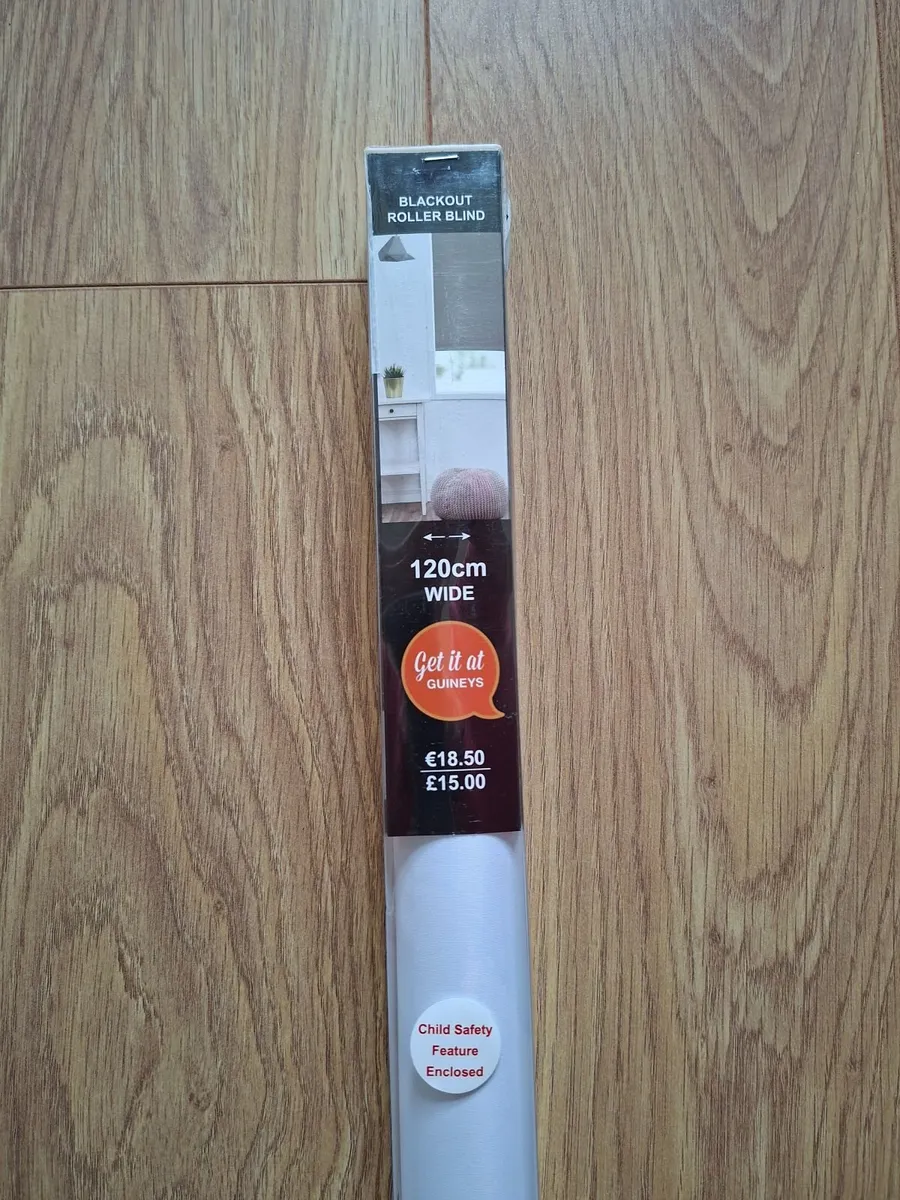 BLACKOUT
ROLLER BLIND
120cm
WIDE
Get it at
GUINEYS
€18.50
£15.00
Child Safety
Feature
Enclosed